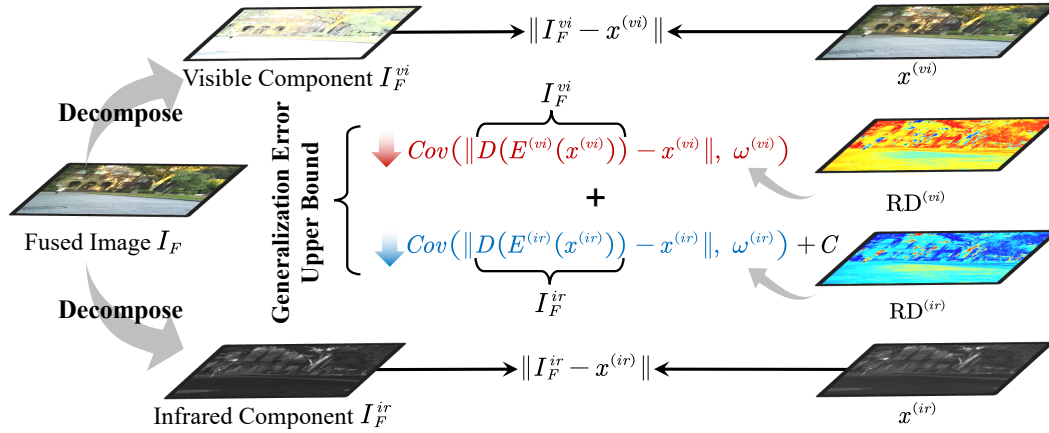 ‖I_F^{vi} − x^{(vi)}‖
Visible Component I_F^{vi}
x^{(vi)}
Decompose
I_F^{vi}
Generalization Error
Upper Bound
Cov(‖D(E^{(vi)}(x^{(vi)})) − x^{(vi)}‖, ω^{(vi)})
+
RD^{(vi)}
Fused Image I_F
Cov(‖D(E^{(ir)}(x^{(ir)})) − x^{(ir)}‖, ω^{(ir)}) + C
I_F^{ir}
RD^{(ir)}
Decompose
‖I_F^{ir} − x^{(ir)}‖
Infrared Component I_F^{ir}
x^{(ir)}